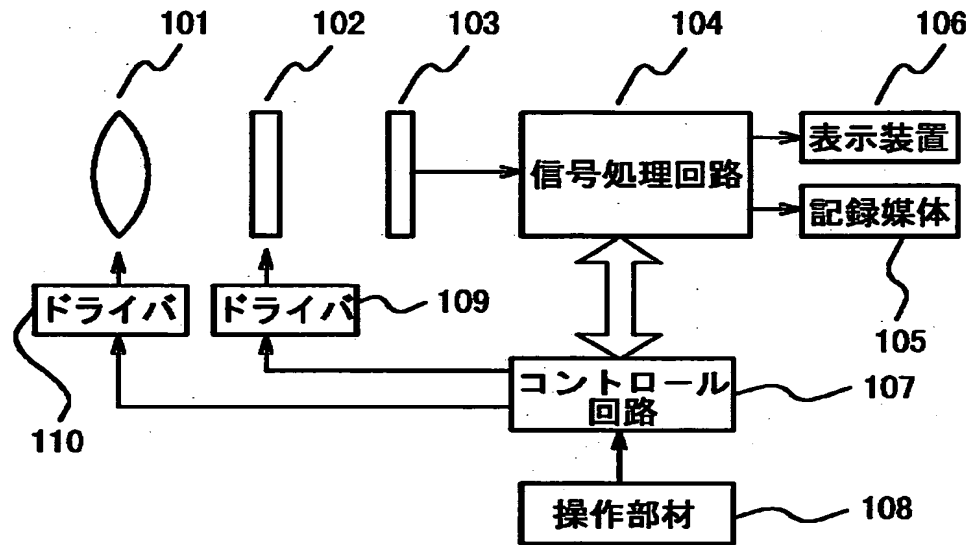 101
102
103
104
106
表示装置
信号処理回路
記録媒体
ドライバ
ドライバ
109
105
コントロール
回路
107
110
操作部材
108